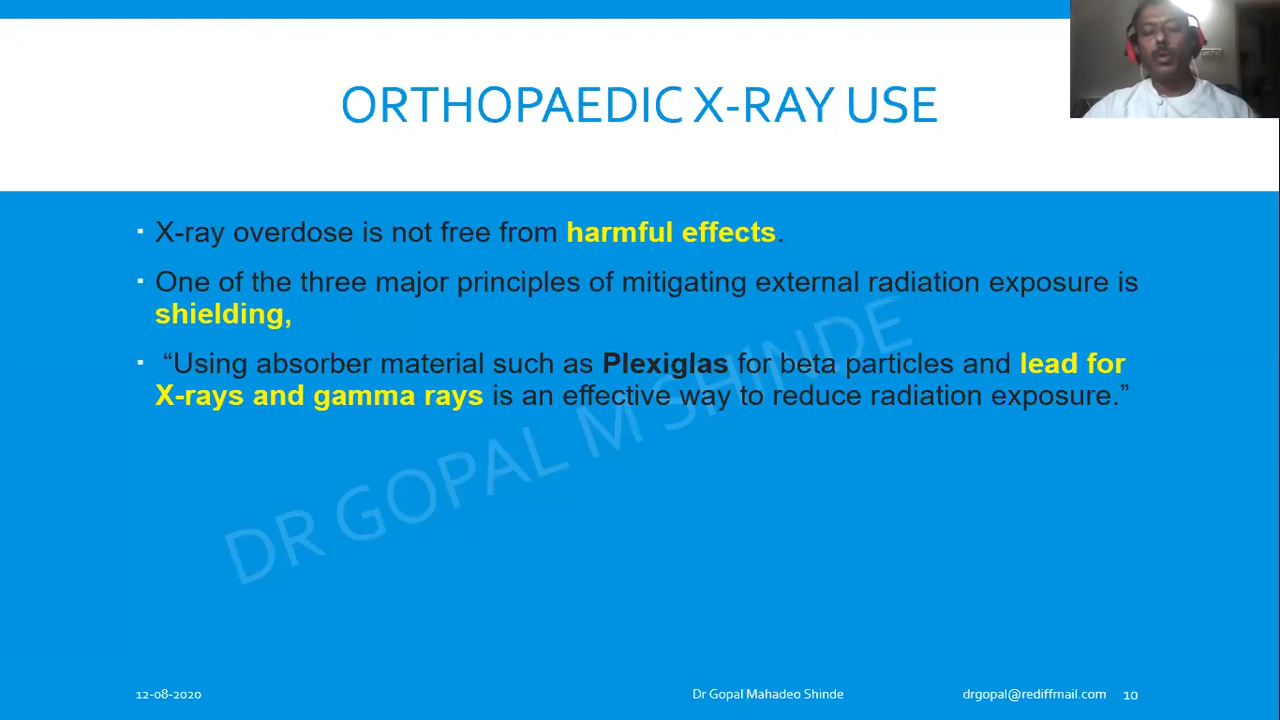 ORTHOPAEDIC X-RAY USE
▪ X-ray overdose is not free from harmful effects.
▪ One of the three major principles of mitigating external radiation exposure is
shielding,
▪ “Using absorber material such as Plexiglas for beta particles and lead for
X-rays and gamma rays is an effective way to reduce radiation exposure.”
DR GOPAL M SHINDE
12-08-2020 Dr Gopal Mahadeo Shinde drgopal@rediffmail.com 10